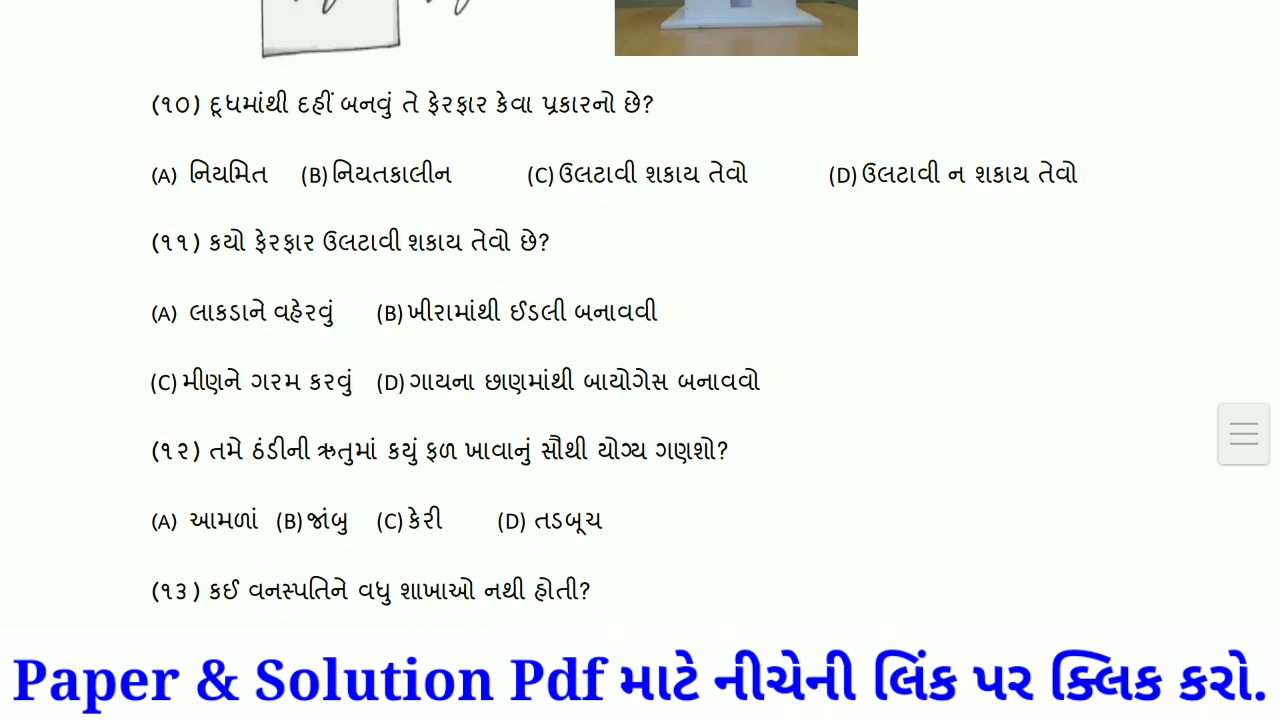 (૧૦) દૂધમાંથી દહીં બનવું તે ફેરફાર કેવા પ્રકારનો છે?
(A) નિયમિત (B) નિયતકાલીન (C) ઉલટાવી શકાય તેવો (D) ઉલટાવી ન શકાય તેવો
(૧૧) કયો ફેરફાર ઉલટાવી શકાય તેવો છે?
(A) લાકડાને વહેરવું (B) ખીરામાંથી ઈડલી બનાવવી
(C) મીણને ગરમ કરવું (D) ગાયના છાણમાંથી બાયોગેસ બનાવવો
(૧૨) તમે ઠંડીની ઋતુમાં કયું ફળ ખાવાનું સૌથી યોગ્ય ગણશો?
(A) આમળાં (B) જાંબુ (C) કેરી (D) તડબૂચ
(૧૩) કઈ વનસ્પતિને વધુ શાખાઓ નથી હોતી?
Paper & Solution Pdf માટે નીચેની લિંક પર ક્લિક કરો.